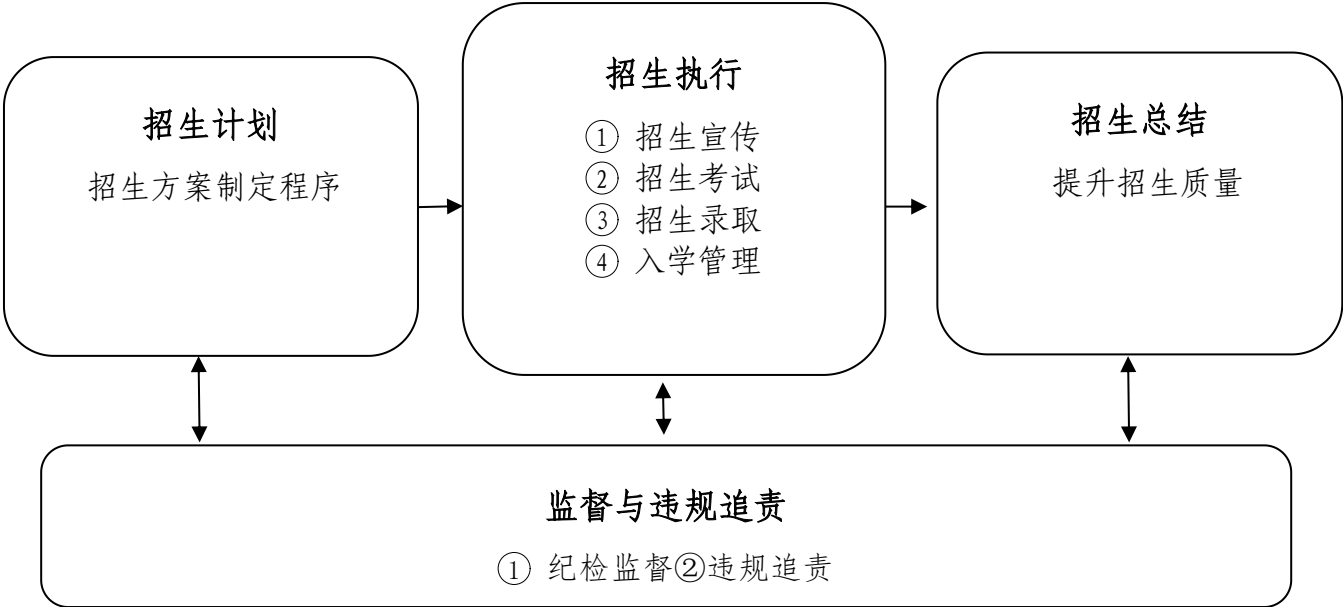 招生计划
招生方案制定程序
招生执行
① 招生宣传
② 招生考试
③ 招生录取
④ 入学管理
招生总结
提升招生质量
监督与违规追责
① 纪检监督②违规追责